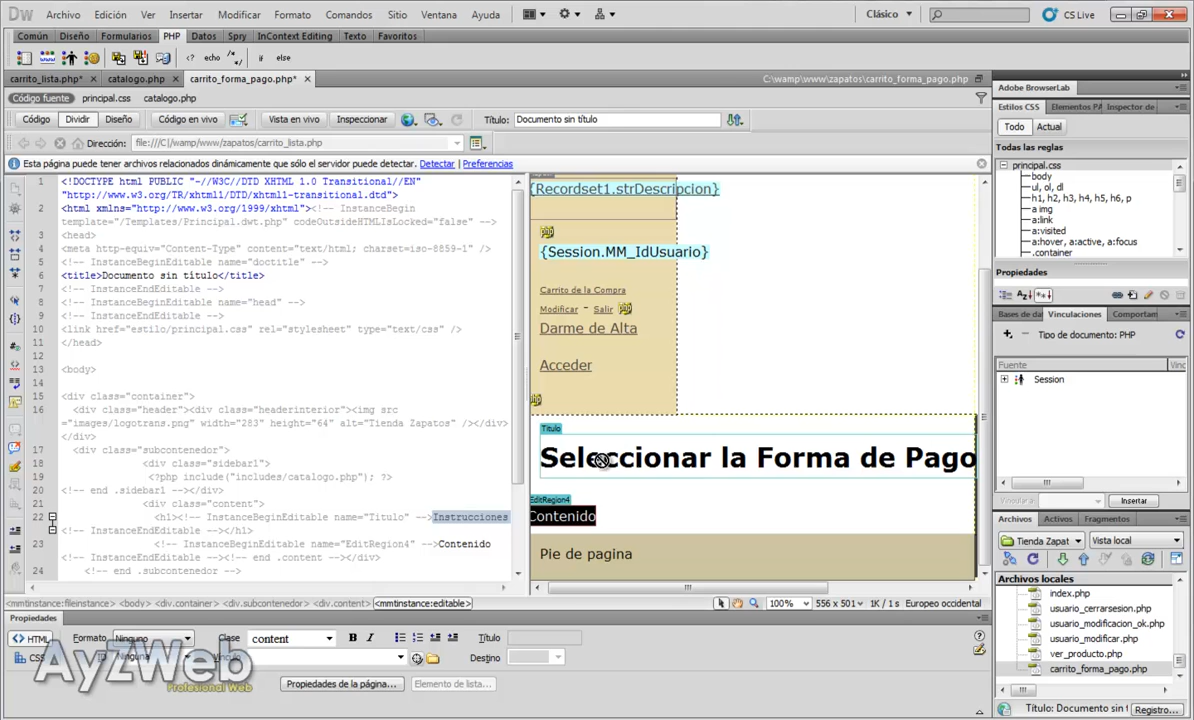 Dw Archivo Edición Ver Insertar Modificar Formato Comandos Sitio Ventana Ayuda Clásico CS Live
Común Diseño Formularios PHP Datos Spry InContext Editing Texto Favoritos
<? echo /*./ if else
carrito_lista.php* catalogo.php carrito_forma_pago.php* C:\wamp\www\zapatos\carrito_forma_pago.php
Código fuente principal.css catalogo.php
Código Dividir Diseño Código en vivo Vista en vivo Inspeccionar Título: Documento sin título
Dirección: file:///C|/wamp/www/zapatos/carrito_lista.php
Esta página puede tener archivos relacionados dinámicamente que sólo el servidor puede detectar. Detectar | Preferencias
1 <!DOCTYPE html PUBLIC "-//W3C//DTD XHTML 1.0 Transitional//EN"
"http://www.w3.org/TR/xhtml1/DTD/xhtml1-transitional.dtd">
2 <html xmlns="http://www.w3.org/1999/xhtml"><!-- InstanceBegin
template="/Templates/Principal.dwt.php" codeOutsideHTMLIsLocked="false" -->
3 <head>
4 <meta http-equiv="Content-Type" content="text/html; charset=iso-8859-1" />
5 <!-- InstanceBeginEditable name="doctitle" -->
6 <title>Documento sin título</title>
7 <!-- InstanceEndEditable -->
8 <!-- InstanceBeginEditable name="head" -->
9 <!-- InstanceEndEditable -->
10 <link href="estilo/principal.css" rel="stylesheet" type="text/css" />
11 </head>
12
13 <body>
14
15 <div class="container">
16 <div class="header"><div class="headerinterior"><img src
="images/logotrans.png" width="283" height="64" alt="Tienda Zapatos" /></div>
</div>
17 <div class="subcontenedor">
18 <div class="sidebar1">
19 <?php include("includes/catalogo.php"); ?>
20 <!-- end .sidebar1 --></div>
21 <div class="content">
22 <h1><!-- InstanceBeginEditable name="Titulo" -->Instrucciones
<!-- InstanceEndEditable --></h1>
23 <!-- InstanceBeginEditable name="EditRegion4" -->Contenido
<!-- InstanceEndEditable --><!-- end .content --></div>
24 <!-- end .subcontenedor -->
{Recordset1.strDescripcion}
{Session.MM_IdUsuario}
Carrito de la Compra
Modificar - Salir
Darme de Alta
Acceder
Titulo
Seleccionar la Forma de Pago
EditRegion4
Contenido
Pie de pagina
<mmtinstance:fileinstance> <body> <div.container> <div.subcontenedor> <div.content> <mmtinstance:editable> 100% 556 x 501 1K / 1 s Europeo occidental
Propiedades
<> HTML Formato Ninguno Clase content B I Título
CSS ID Ninguna Vínculo Destino
Propiedades de la página... Elemento de lista...
AyzWeb
Profesional Web
Adobe BrowserLab
Estilos CSS Elementos PA Inspector de
Todo Actual
Todas las reglas
principal.css
body
ul, ol, dl
h1, h2, h3, h4, h5, h6, p
a img
a:link
a:visited
a:hover, a:active, a:focus
.container
Propiedades
Bases de da Vinculaciones Comportam
Tipo de documento: PHP
Fuente Vinc
Session
Vincular a: Insertar
Archivos Activos Fragmentos
Tienda Zapat Vista local
Archivos locales
index.php
usuario_cerrarsesion.php
usuario_modificacion_ok.php
usuario_modificar.php
ver_producto.php
carrito_forma_pago.php
Título: Documento sin t Registro...